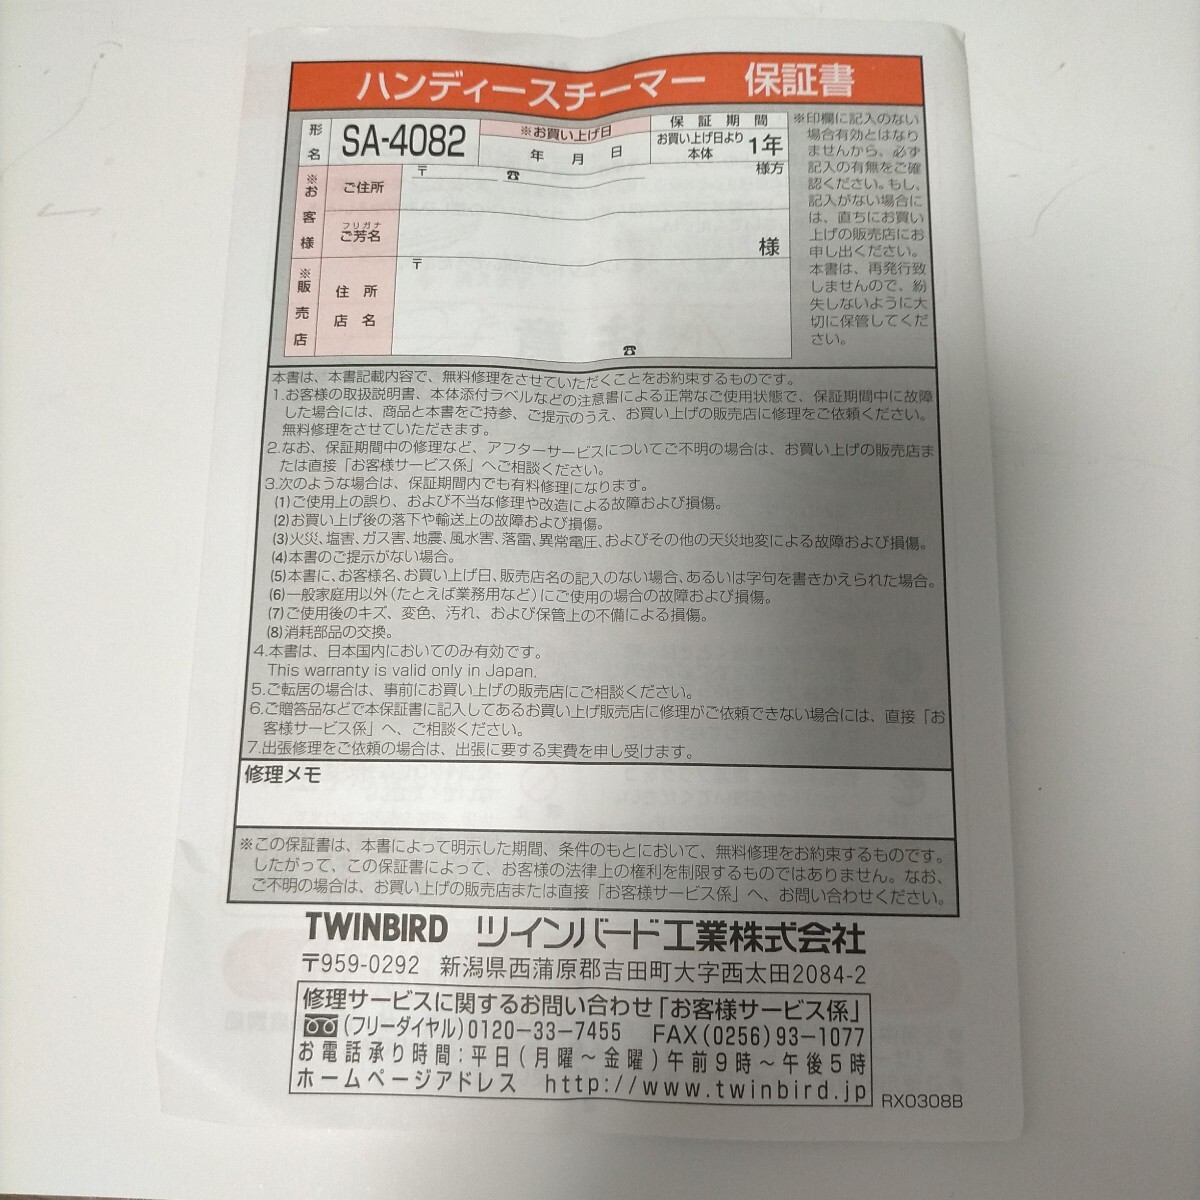 ハンディースチーマー 保証書
形名 SA-4082
※お買い上げ日
年 月 日
保証期間
お買い上げ日より
本体 1年
※お客様
ご住所
〒 ☎ 様方
フリガナ
ご芳名
様
※販売店
住所
店名
〒
☎
※印欄に記入のない
場合有効とはなり
ませんから、必ず
記入の有無をご確
認ください。もし、
記入がない場合に
は、直ちにお買い
上げの販売店にお
申し出ください。
本書は、再発行致
しませんので、紛
失しないように大
切に保管してくだ
さい。
本書は、本書記載内容で、無料修理をさせていただくことをお約束するものです。
1.お客様の取扱説明書、本体添付ラベルなどの注意書による正常なご使用状態で、保証期間中に故障
した場合には、商品と本書をご持参、ご提示のうえ、お買い上げの販売店に修理をご依頼ください。
無料修理をさせていただきます。
2.なお、保証期間中の修理など、アフターサービスについてご不明の場合は、お買い上げの販売店ま
たは直接「お客様サービス係」へご相談ください。
3.次のような場合は、保証期間内でも有料修理になります。
(1)ご使用上の誤り、および不当な修理や改造による故障および損傷。
(2)お買い上げ後の落下や輸送上の故障および損傷。
(3)火災、塩害、ガス害、地震、風水害、落雷、異常電圧、およびその他の天災地変による故障および損傷。
(4)本書のご提示がない場合。
(5)本書に、お客様名、お買い上げ日、販売店名の記入のない場合、あるいは字句を書きかえられた場合。
(6)一般家庭用以外(たとえば業務用など)にご使用の場合の故障および損傷。
(7)ご使用後のキズ、変色、汚れ、および保管上の不備による損傷。
(8)消耗部品の交換。
4.本書は、日本国内においてのみ有効です。
This warranty is valid only in Japan.
5.ご転居の場合は、事前にお買い上げの販売店にご相談ください。
6.ご贈答品などで本保証書に記入してあるお買い上げ販売店に修理がご依頼できない場合には、直接「お
客様サービス係」へ、ご相談ください。
7.出張修理をご依頼の場合は、出張に要する実費を申し受けます。
修理メモ
※この保証書は、本書によって明示した期間、条件のもとにおいて、無料修理をお約束するものです。
したがって、この保証書によって、お客様の法律上の権利を制限するものではありません。なお、
ご不明の場合は、お買い上げの販売店または直接「お客様サービス係」へ、お問い合わせください。
TWINBIRD ツインバード工業株式会社
〒959-0292 新潟県西蒲原郡吉田町大字西太田2084-2
修理サービスに関するお問い合わせ「お客様サービス係」
(フリーダイヤル)0120-33-7455 FAX(0256)93-1077
お電話承り時間:平日(月曜〜金曜)午前9時〜午後5時
ホームページアドレス http://www.twinbird.jp
RX0308B